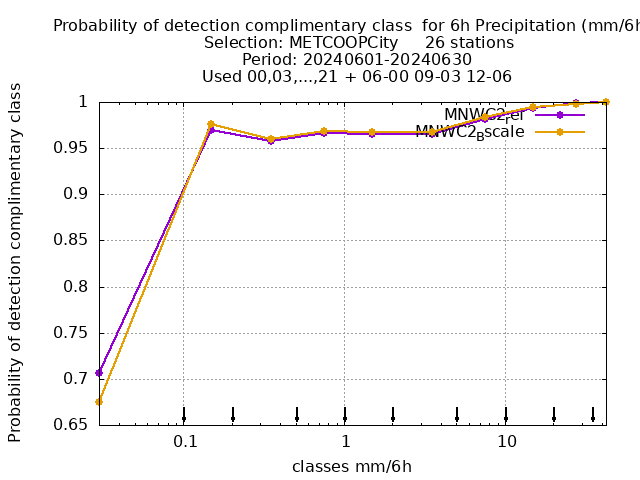 Probability of detection complimentary class  for 6h Precipitation (mm/6h
Selection: METCOOPCity     26 stations
Period: 20240601-20240630
Used 00,03,...,21 + 06-00 09-03 12-06
Probability of detection complimentary class
1
0.95
0.9
0.85
0.8
0.75
0.7
0.65
MNWC2_ref
MNWC2_Bscale
0.1
1
10
classes mm/6h